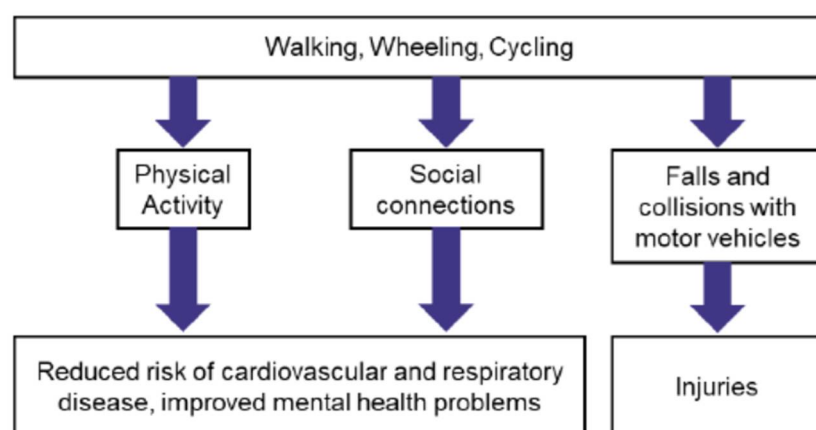 Walking, Wheeling, Cycling
Physical
Activity
Social
connections
Falls and
collisions with
motor vehicles
Reduced risk of cardiovascular and respiratory
disease, improved mental health problems
Injuries